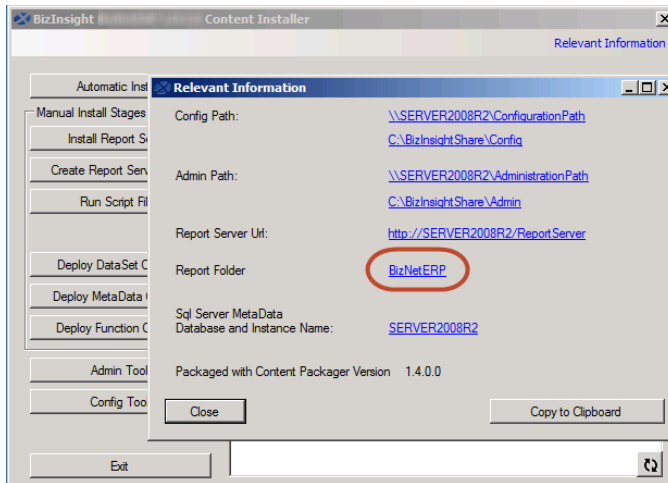 BizInsight Content Installer
Relevant Information
Automatic Inst
Manual Install Stages
Install Report S
Create Report Serv
Run Script Fil
Deploy DataSet C
Deploy MetaData
Deploy Function C
Admin Tool
Config Too
Exit
Relevant Information
Config Path:
\\SERVER2008R2\ConfigurationPath
C:\BizInsightShare\Config
Admin Path:
\\SERVER2008R2\AdministrationPath
C:\BizInsightShare\Admin
Report Server Url:
http://SERVER2008R2/ReportServer
Report Folder
BizNetERP
Sql Server MetaData
Database and Instance Name:
SERVER2008R2
Packaged with Content Packager Version 1.4.0.0
Close
Copy to Clipboard